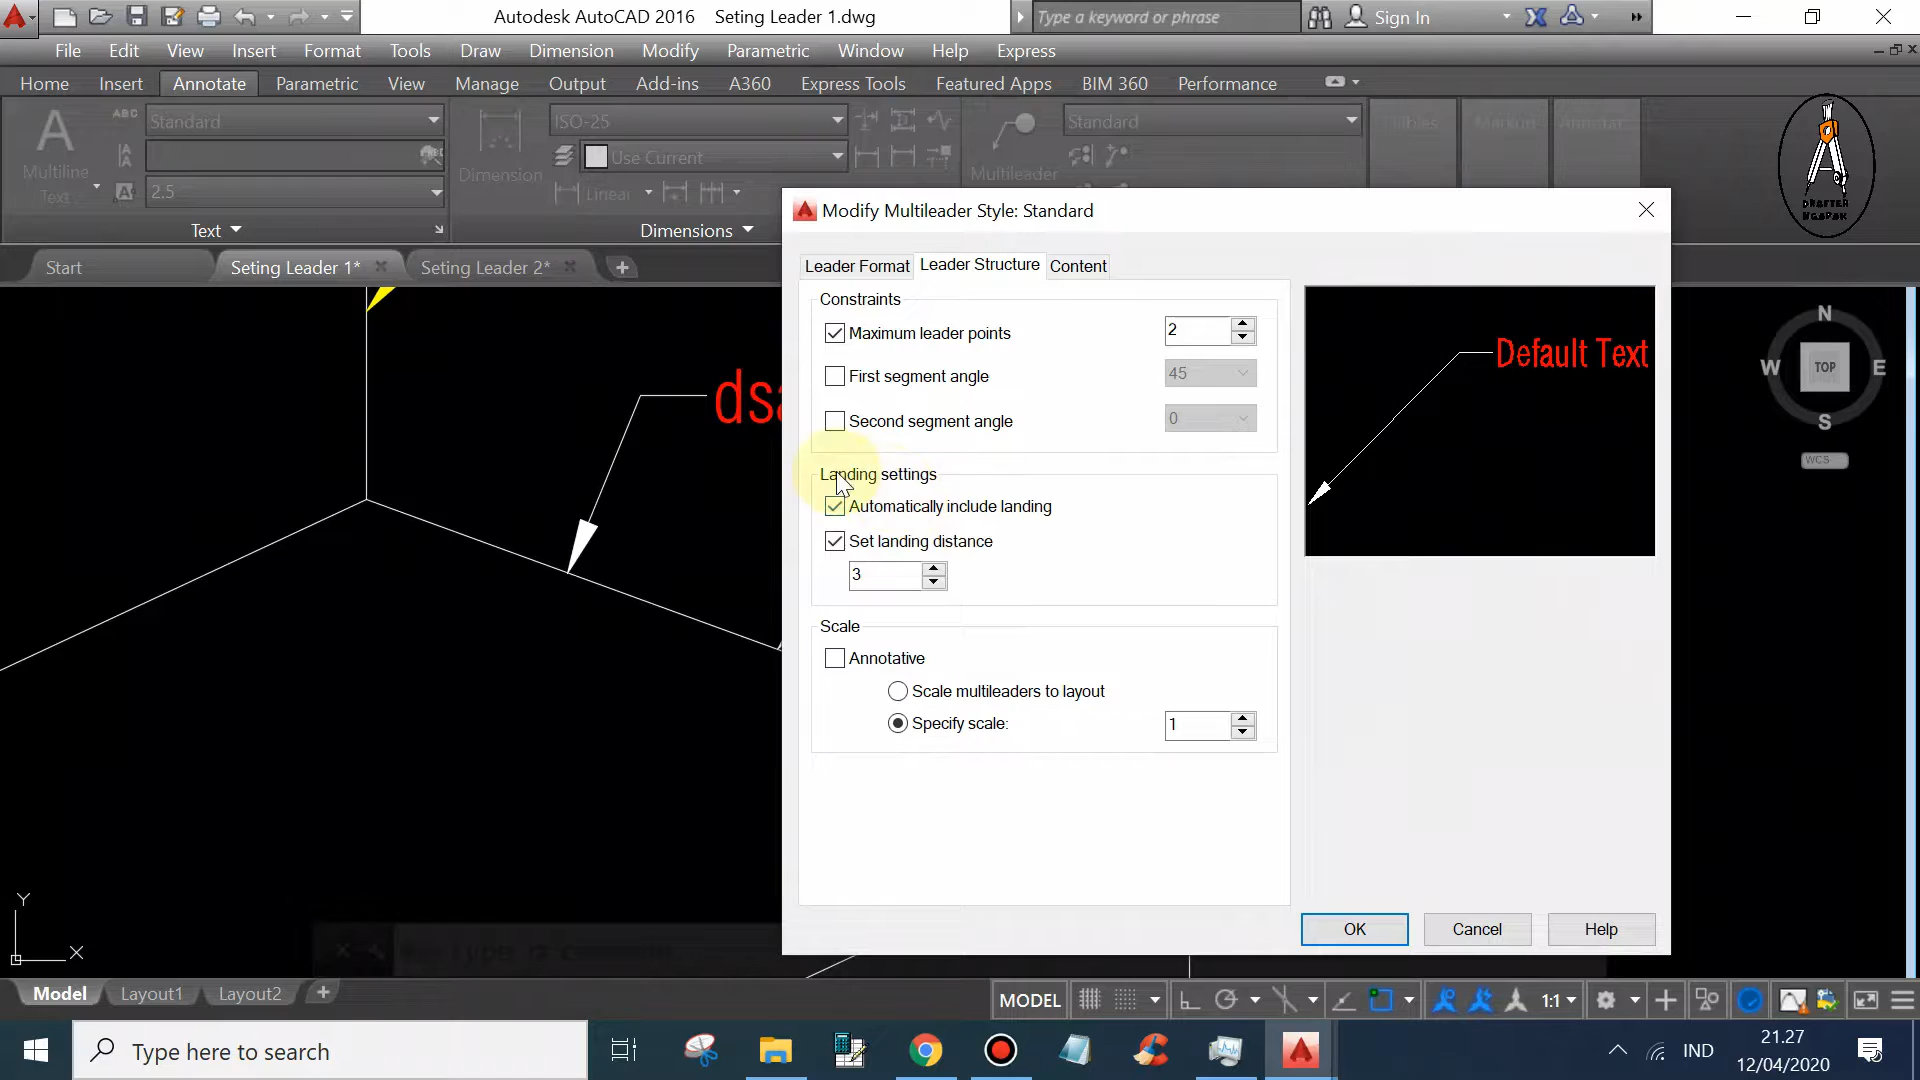 Autodesk AutoCAD 2016 Seting Leader 1.dwg
Type a keyword or phrase
Sign In
File Edit View Insert Format Tools Draw Dimension Modify Parametric Window Help Express
Home Insert Annotate Parametric View Manage Output Add-ins A360 Express Tools Featured Apps BIM 360 Performance
A
Multiline
Text
ABC
Standard
2.5
Text
Dimension
ISO-25
Use Current
Linear
Dimensions
Multileader
Standard
DRAFTER
NGAPAK
Start
Seting Leader 1*
Seting Leader 2*
Modify Multileader Style: Standard
Leader Format Leader Structure Content
Constraints
Maximum leader points 2
First segment angle 45
Second segment angle 0
Landing settings
Automatically include landing
Set landing distance
3
Scale
Annotative
Scale multileaders to layout
Specify scale: 1
Default Text
OK Cancel Help
N
W TOP E
S
WCS
Y
X
Model Layout1 Layout2
MODEL 1:1
Type here to search
IND
21.27
12/04/2020